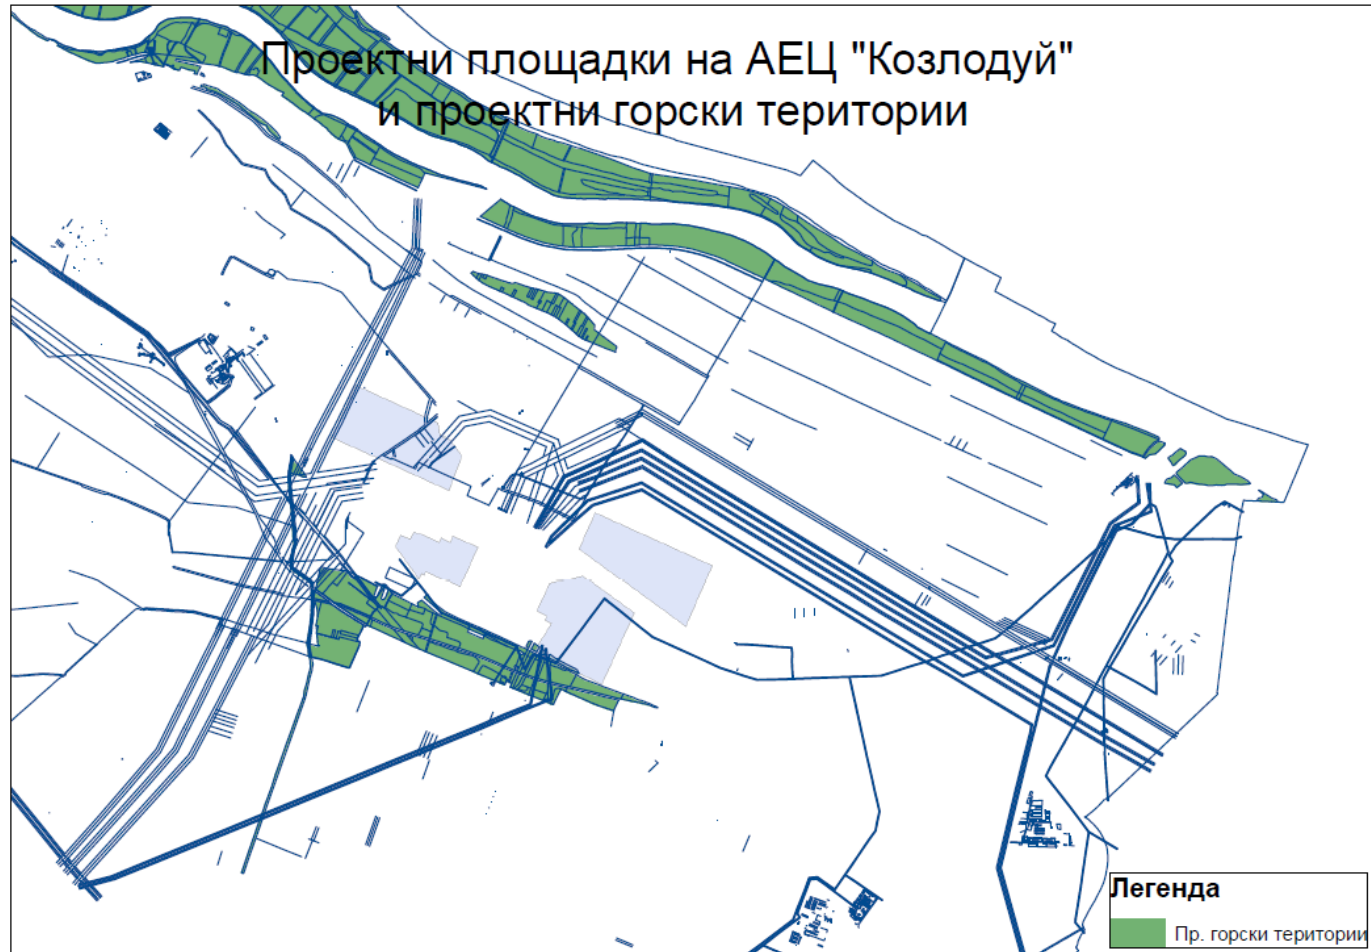 Проектни площадки на АЕЦ "Козлодуй"
и проектни горски територии
Легенда
Пр. горски територии